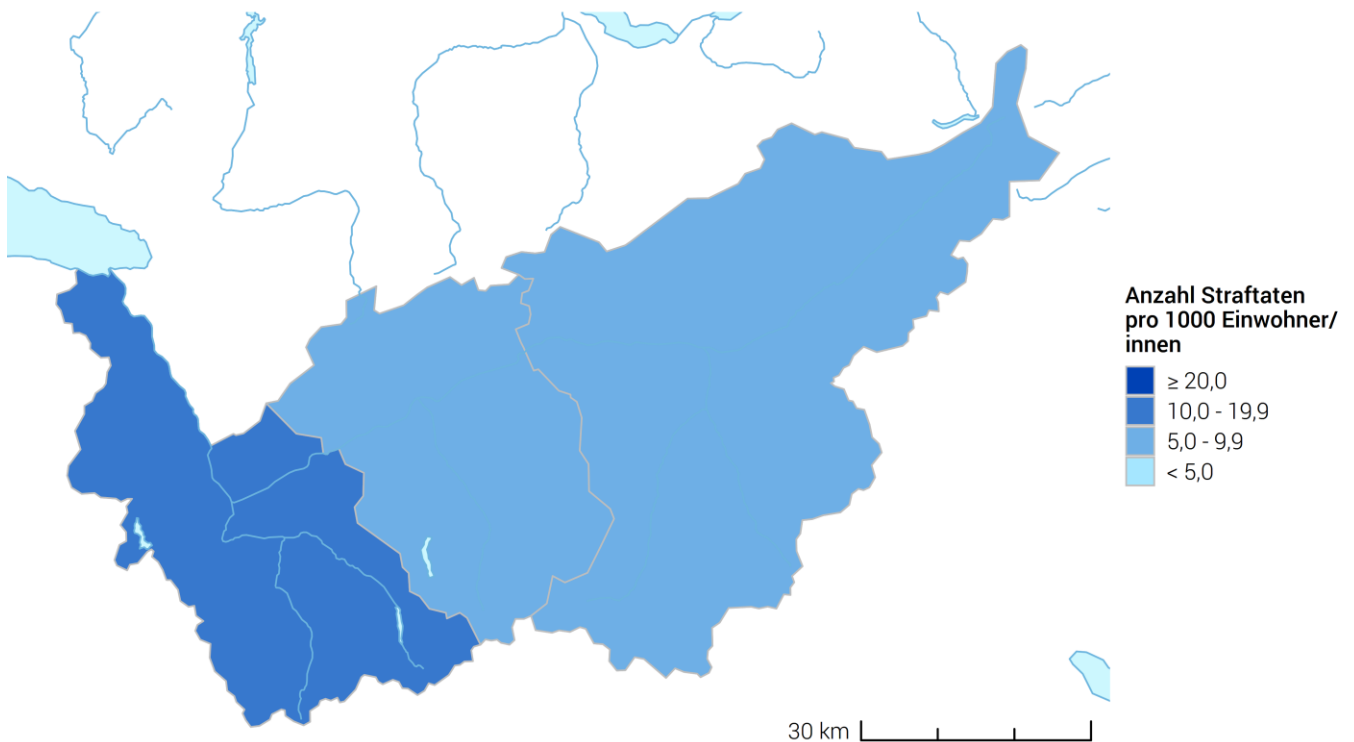 Anzahl Straftaten
pro 1000 Einwohner/
innen
≥ 20,0
10,0 - 19,9
5,0 - 9,9
< 5,0
30 km